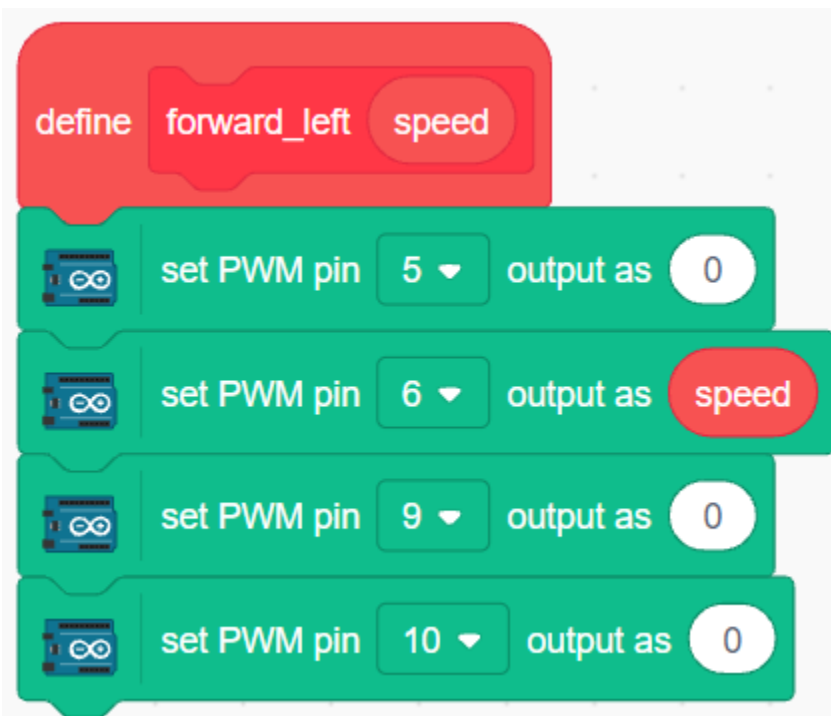 define forward_left speed
set PWM pin 5 output as 0
set PWM pin 6 output as speed
set PWM pin 9 output as 0
set PWM pin 10 output as 0